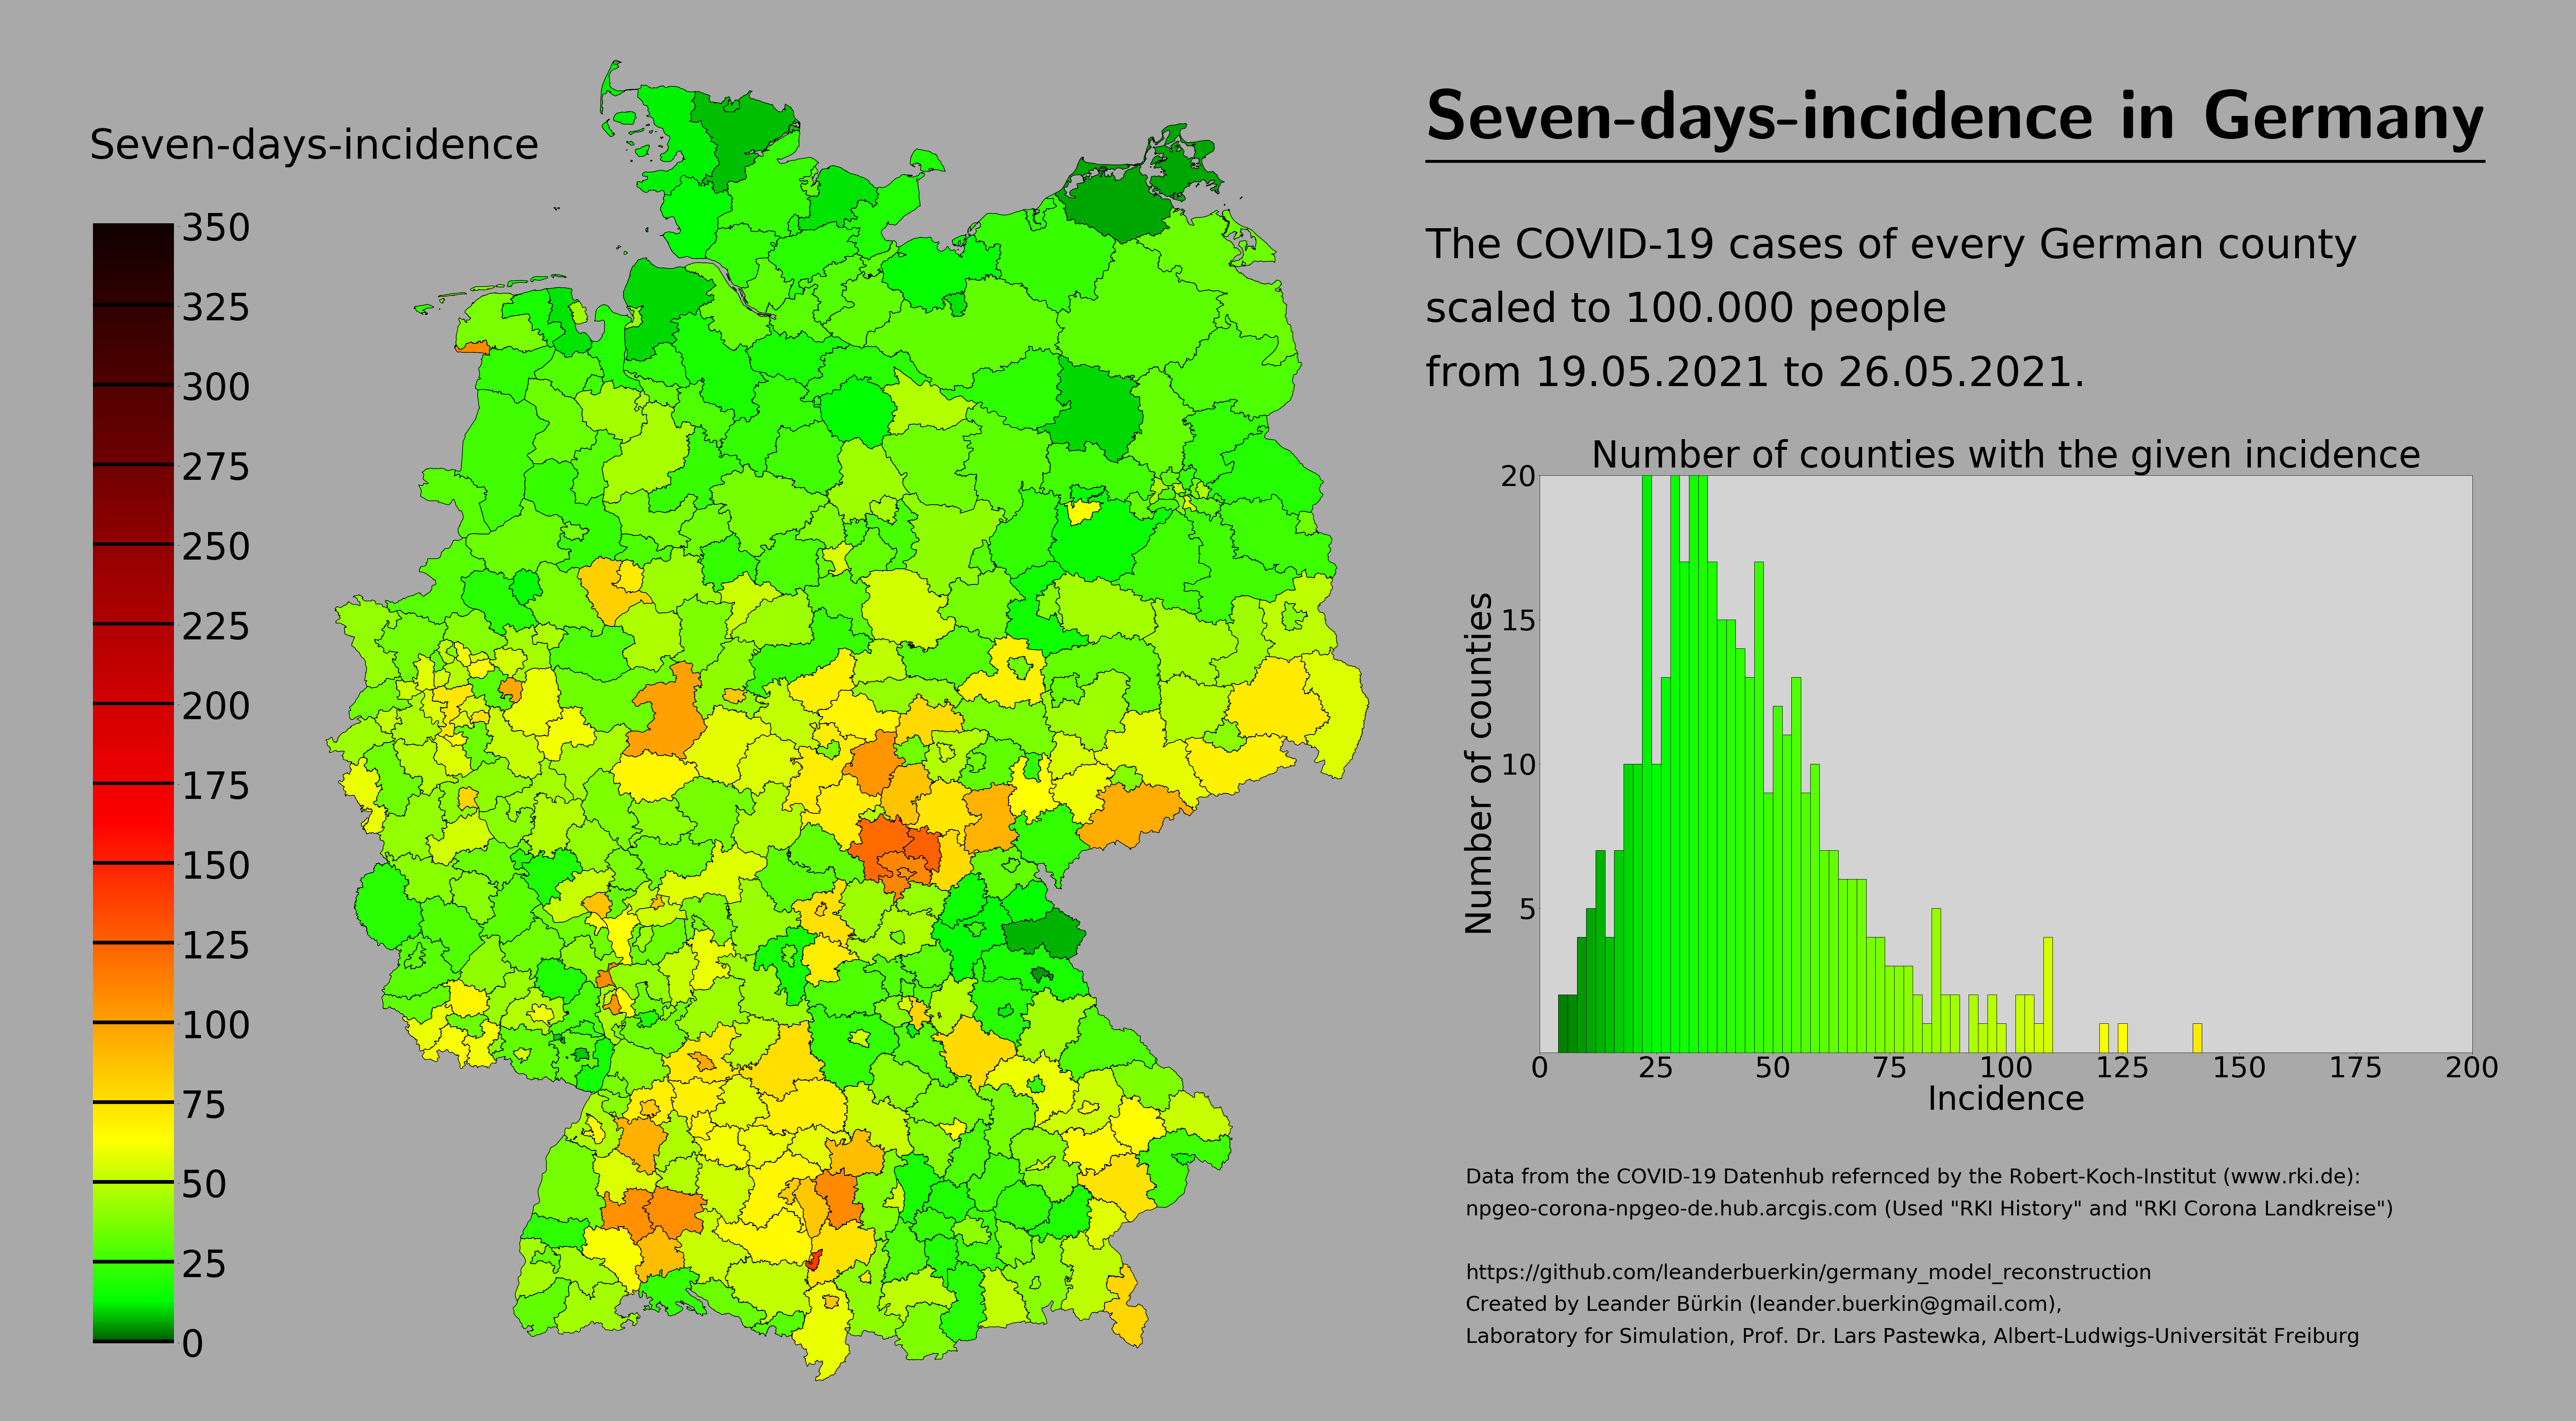 Seven-days-incidence in Germany
Seven-days-incidence
350
325
300
275
250
225
200
175
150
125
100
75
50
25
0
The COVID-19 cases of every German county
scaled to 100.000 people
from 19.05.2021 to 26.05.2021.
Number of counties with the given incidence
20
15
10
5
Number of counties
0 25 50 75 100 125 150 175 200
Incidence
Data from the COVID-19 Datenhub refernced by the Robert-Koch-Institut (www.rki.de):
npgeo-corona-npgeo-de.hub.arcgis.com (Used "RKI History" and "RKI Corona Landkreise")
https://github.com/leanderbuerkin/germany_model_reconstruction
Created by Leander Bürkin (leander.buerkin@gmail.com),
Laboratory for Simulation, Prof. Dr. Lars Pastewka, Albert-Ludwigs-Universität Freiburg